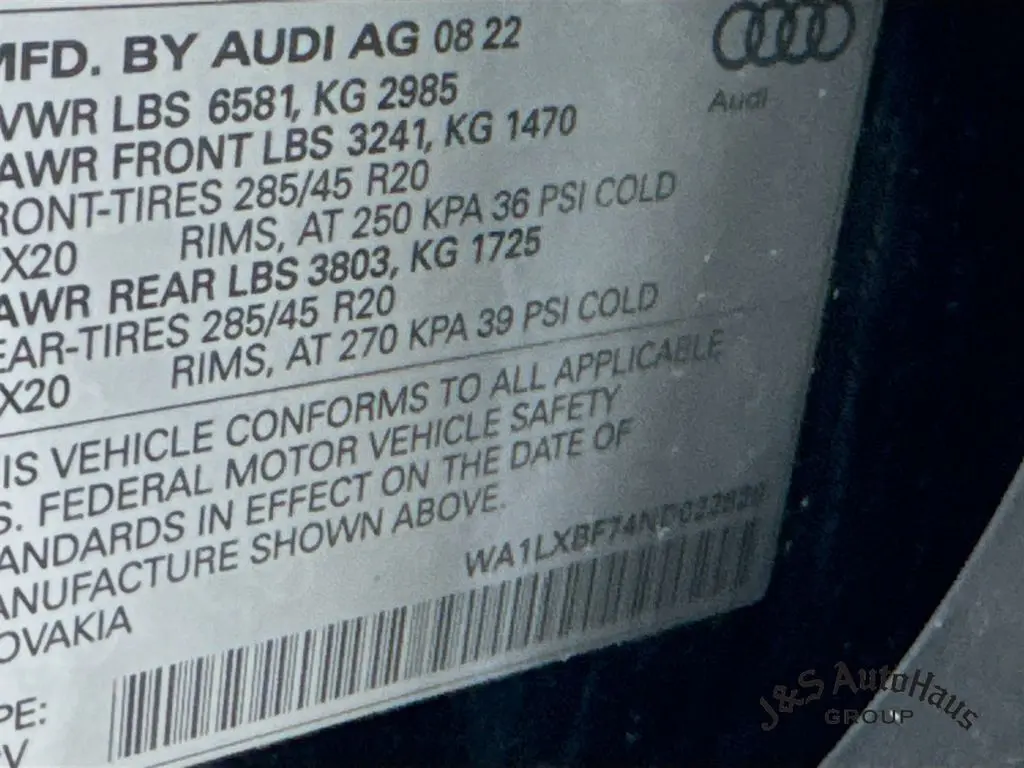 MFD. BY AUDI AG 08 22
VWR LBS 6581, KG 2985
AWR FRONT LBS 3241, KG 1470
RONT-TIRES 285/45 R20
X20 RIMS, AT 250 KPA 36 PSI COLD
AWR REAR LBS 3803, KG 1725
EAR-TIRES 285/45 R20
X20 RIMS, AT 270 KPA 39 PSI COLD
IS VEHICLE CONFORMS TO ALL APPLICABLE
S. FEDERAL MOTOR VEHICLE SAFETY
ANDARDS IN EFFECT ON THE DATE OF
ANUFACTURE SHOWN ABOVE.
OVAKIA
PE:
PV
Audi
J&S AutoHaus
GROUP